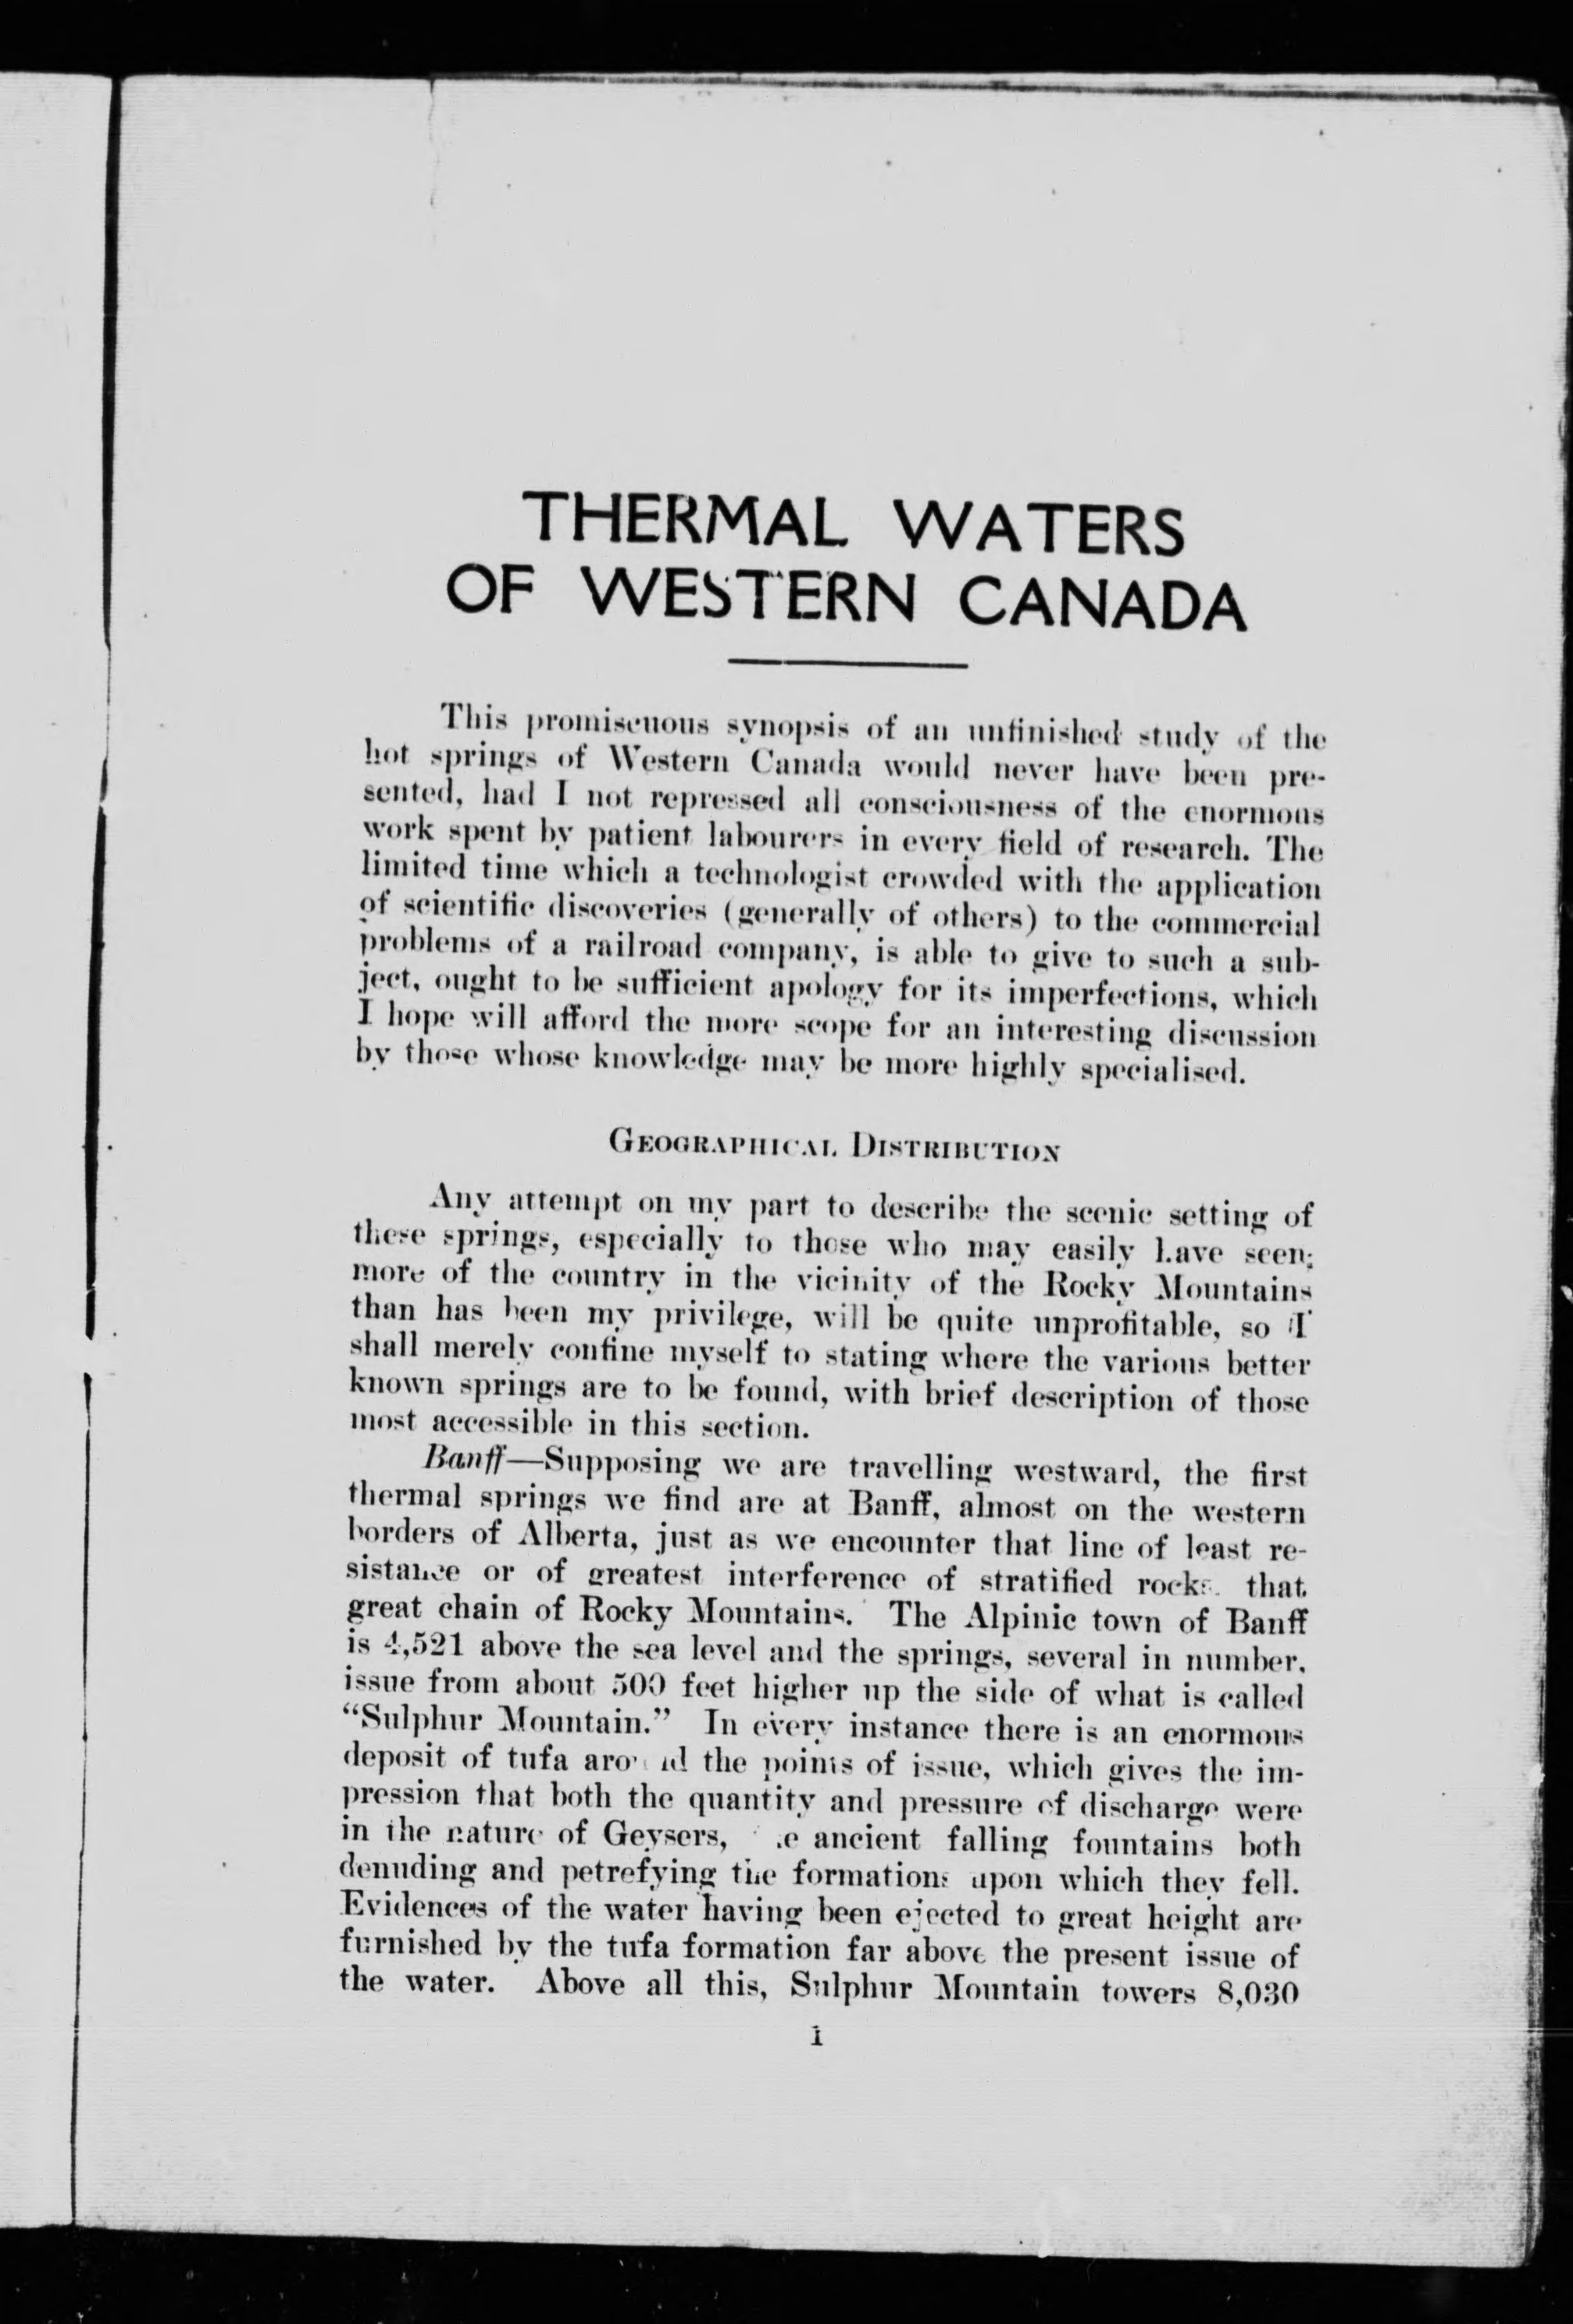 THERMAL WATERS
OF WESTERN CANADA
This promiscuous synopsis of an unfinished study of the
hot springs of Western Canada would never have been pre-
sented, had I not repressed all consciousness of the enormous
work spent by patient labourers in every field of research. The
limited time which a technologist crowded with the application
of scientific discoveries (generally of others) to the commercial
problems of a railroad company, is able to give to such a sub-
ject, ought to be sufficient apology for its imperfections, which
I hope will afford the more scope for an interesting discussion
by those whose knowledge may be more highly specialised.
GEOGRAPHICAL DISTRIBUTION
Any attempt on my part to describe the scenic setting of
these springs, especially to those who may easily have seen
more of the country in the vicinity of the Rocky Mountains
than has been my privilege, will be quite unprofitable, so I
shall merely confine myself to stating where the various better
known springs are to be found, with brief description of those
most accessible in this section.
Banff—Supposing we are travelling westward, the first
thermal springs we find are at Banff, almost on the western
borders of Alberta, just as we encounter that line of least re-
sistance or of greatest interference of stratified rocks, that
great chain of Rocky Mountains. The Alpinic town of Banff
is 4,521 above the sea level and the springs, several in number,
issue from about 500 feet higher up the side of what is called
“Sulphur Mountain.” In every instance there is an enormous
deposit of tufa around the points of issue, which gives the im-
pression that both the quantity and pressure of discharge were
in the nature of Geysers, ancient falling fountains both
denuding and petrefying the formations upon which they fell.
Evidences of the water having been ejected to great height are
furnished by the tufa formation far above the present issue of
the water. Above all this, Sulphur Mountain towers 8,030
1